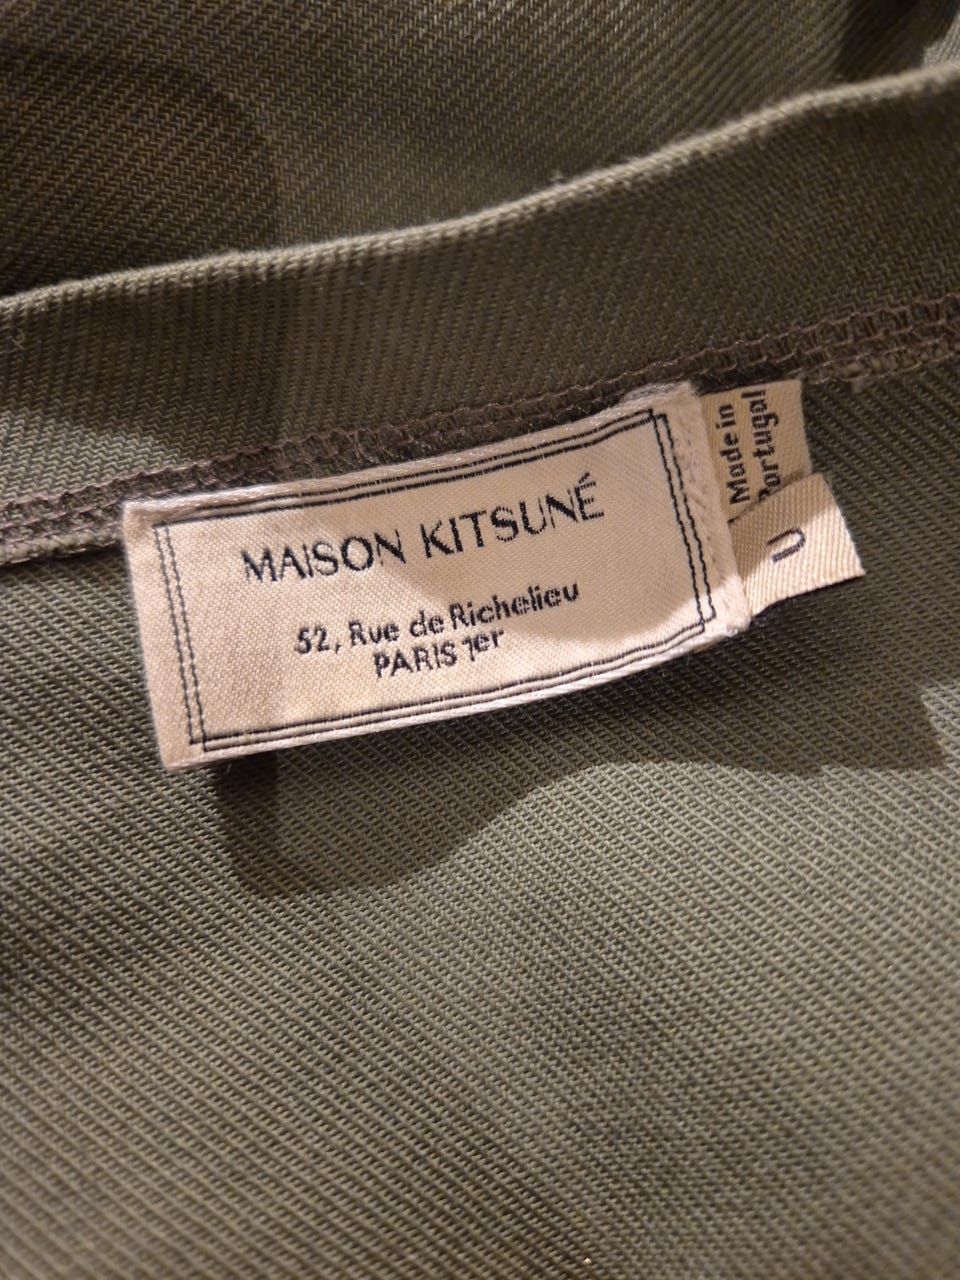 MAISON KITSUNÉ
52, Rue de Richelieu
PARIS 1er
Made in
Portugal
U